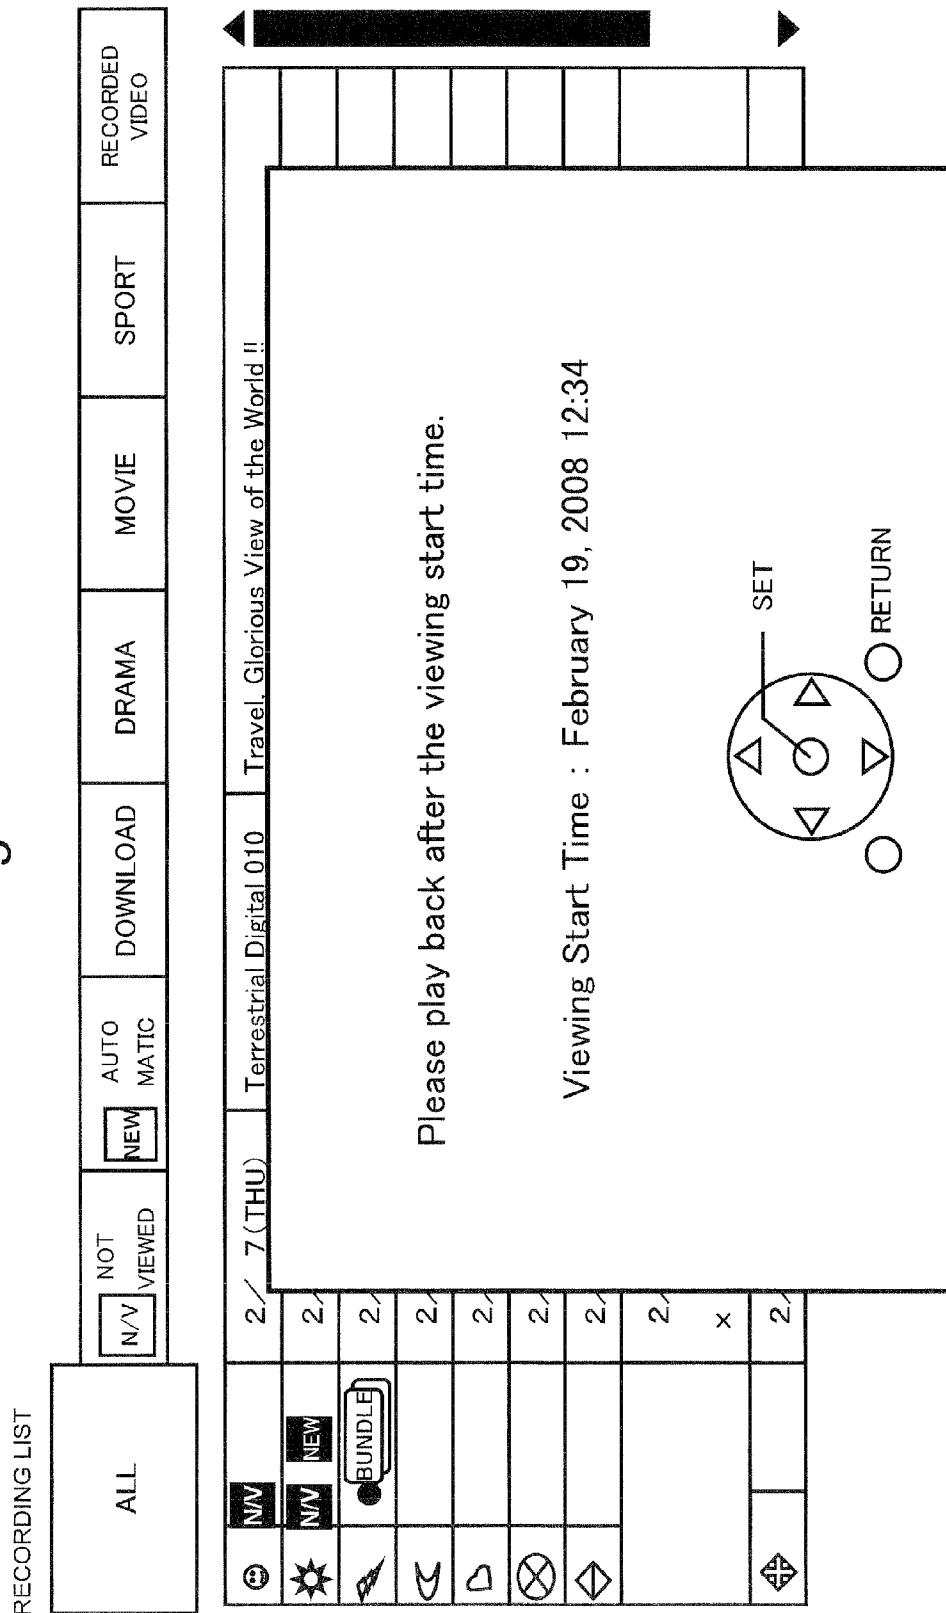 RECORDING LIST
ALL
N/V NOT VIEWED
NEW AUTO MATIC
DOWNLOAD
DRAMA
MOVIE
SPORT
RECORDED VIDEO
N/V 2/ 7(THU) Terrestrial Digital 010 Travel, Glorious View of the World !!
N/V NEW 2/
BUNDLE 2/
2/
2/
2/
2/
2/
×
2/
Please play back after the viewing start time.
Viewing Start Time : February 19, 2008 12:34
SET
RETURN